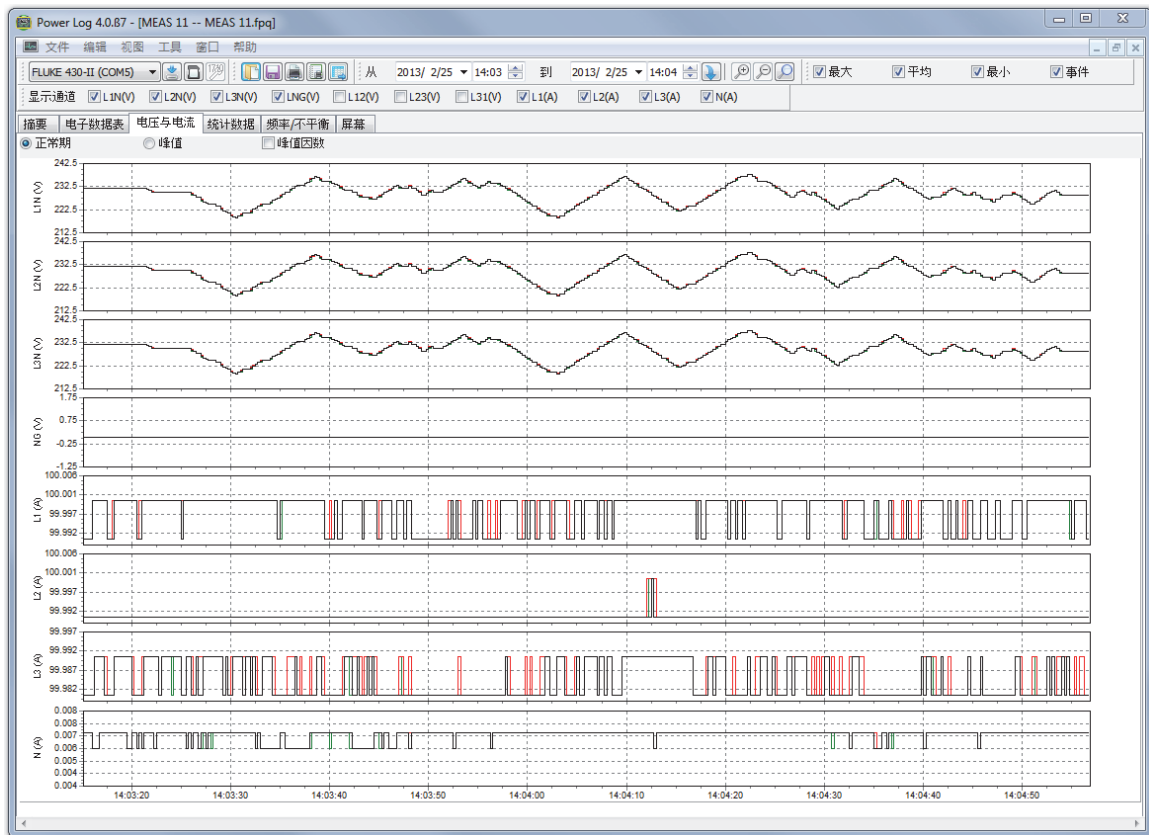 Power Log 4.0.87 - [MEAS 11 -- MEAS 11.fpq]
文件 编辑 视图 工具 窗口 帮助
FLUKE 430-II (COM5) 从 2013/ 2/25 14:03 到 2013/ 2/25 14:04 最大 平均 最小 事件
显示通道 L1N(V) L2N(V) L3N(V) LNG(V) L12(V) L23(V) L31(V) L1(A) L2(A) L3(A) N(A)
摘要 电子数据表 电压与电流 统计数据 频率/不平衡 屏幕
正常期 峰值 峰值因数
L1N (V)
242.5
232.5
222.5
212.5
L2N (V)
242.5
232.5
222.5
212.5
L3N (V)
242.5
232.5
222.5
212.5
NG (V)
1.75
0.75
-0.25
-1.25
L1 (A)
100.006
100.001
99.997
99.992
L2 (A)
100.006
100.001
99.997
99.992
L3 (A)
99.997
99.992
99.987
99.982
N (A)
0.008
0.008
0.007
0.006
0.005
0.004
0.004
14:03:20 14:03:30 14:03:40 14:03:50 14:04:00 14:04:10 14:04:20 14:04:30 14:04:40 14:04:50